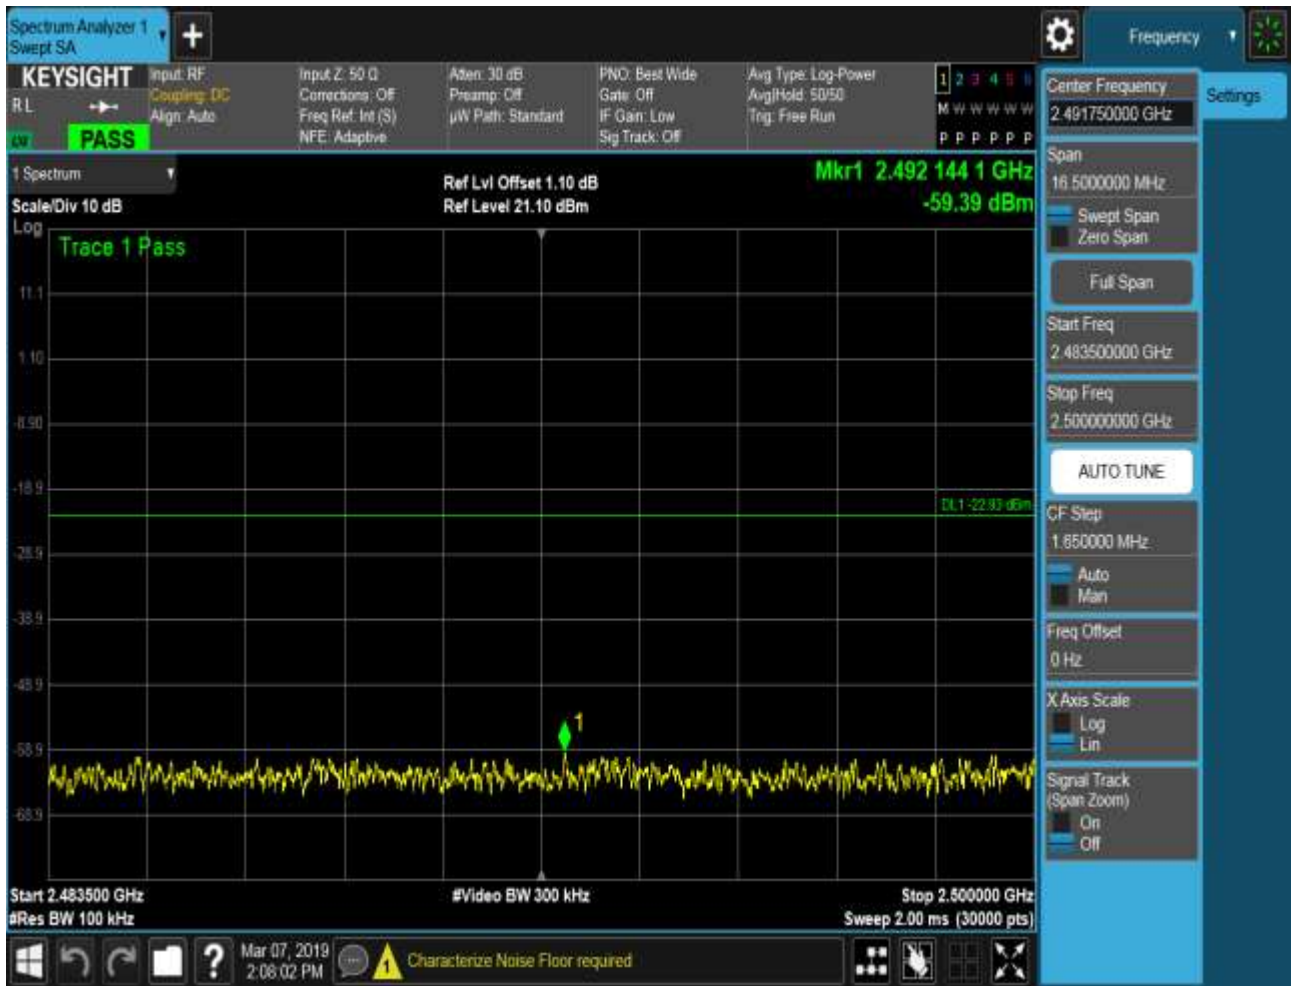 Spectrum Analyzer 1
Swept SA
+
Frequency
KEYSIGHT
R L
PASS
Input: RF
Coupling: DC
Align: Auto
Input Z: 50 Ω
Corrections: Off
Freq Ref: Int (S)
NFE: Adaptive
Atten: 30 dB
Preamp: Off
µW Path: Standard
PNO: Best Wide
Gate: Off
IF Gain: Low
Sig Track: Off
Avg Type: Log-Power
Avg|Hold: 50/50
Trig: Free Run
1 2 3 4 5 6
M W W W W W
P P P P P P
1 Spectrum
Scale/Div 10 dB
Log
Ref Lvl Offset 1.10 dB
Ref Level 21.10 dBm
Mkr1 2.492 144 1 GHz
-59.39 dBm
Trace 1 Pass
11.1
1.10
-8.90
-18.9
-28.9
-38.9
-48.9
-58.9
-68.9
DL1 -22.93 dBm
1
Start 2.483500 GHz
#Res BW 100 kHz
#Video BW 300 kHz
Stop 2.500000 GHz
Sweep 2.00 ms (30000 pts)
Center Frequency
2.491750000 GHz
Settings
Span
16.5000000 MHz
Swept Span
Zero Span
Full Span
Start Freq
2.483500000 GHz
Stop Freq
2.500000000 GHz
AUTO TUNE
CF Step
1.650000 MHz
Auto
Man
Freq Offset
0 Hz
X Axis Scale
Log
Lin
Signal Track
(Span Zoom)
On
Off
?
Mar 07, 2019
2:08:02 PM
1
Characterize Noise Floor required